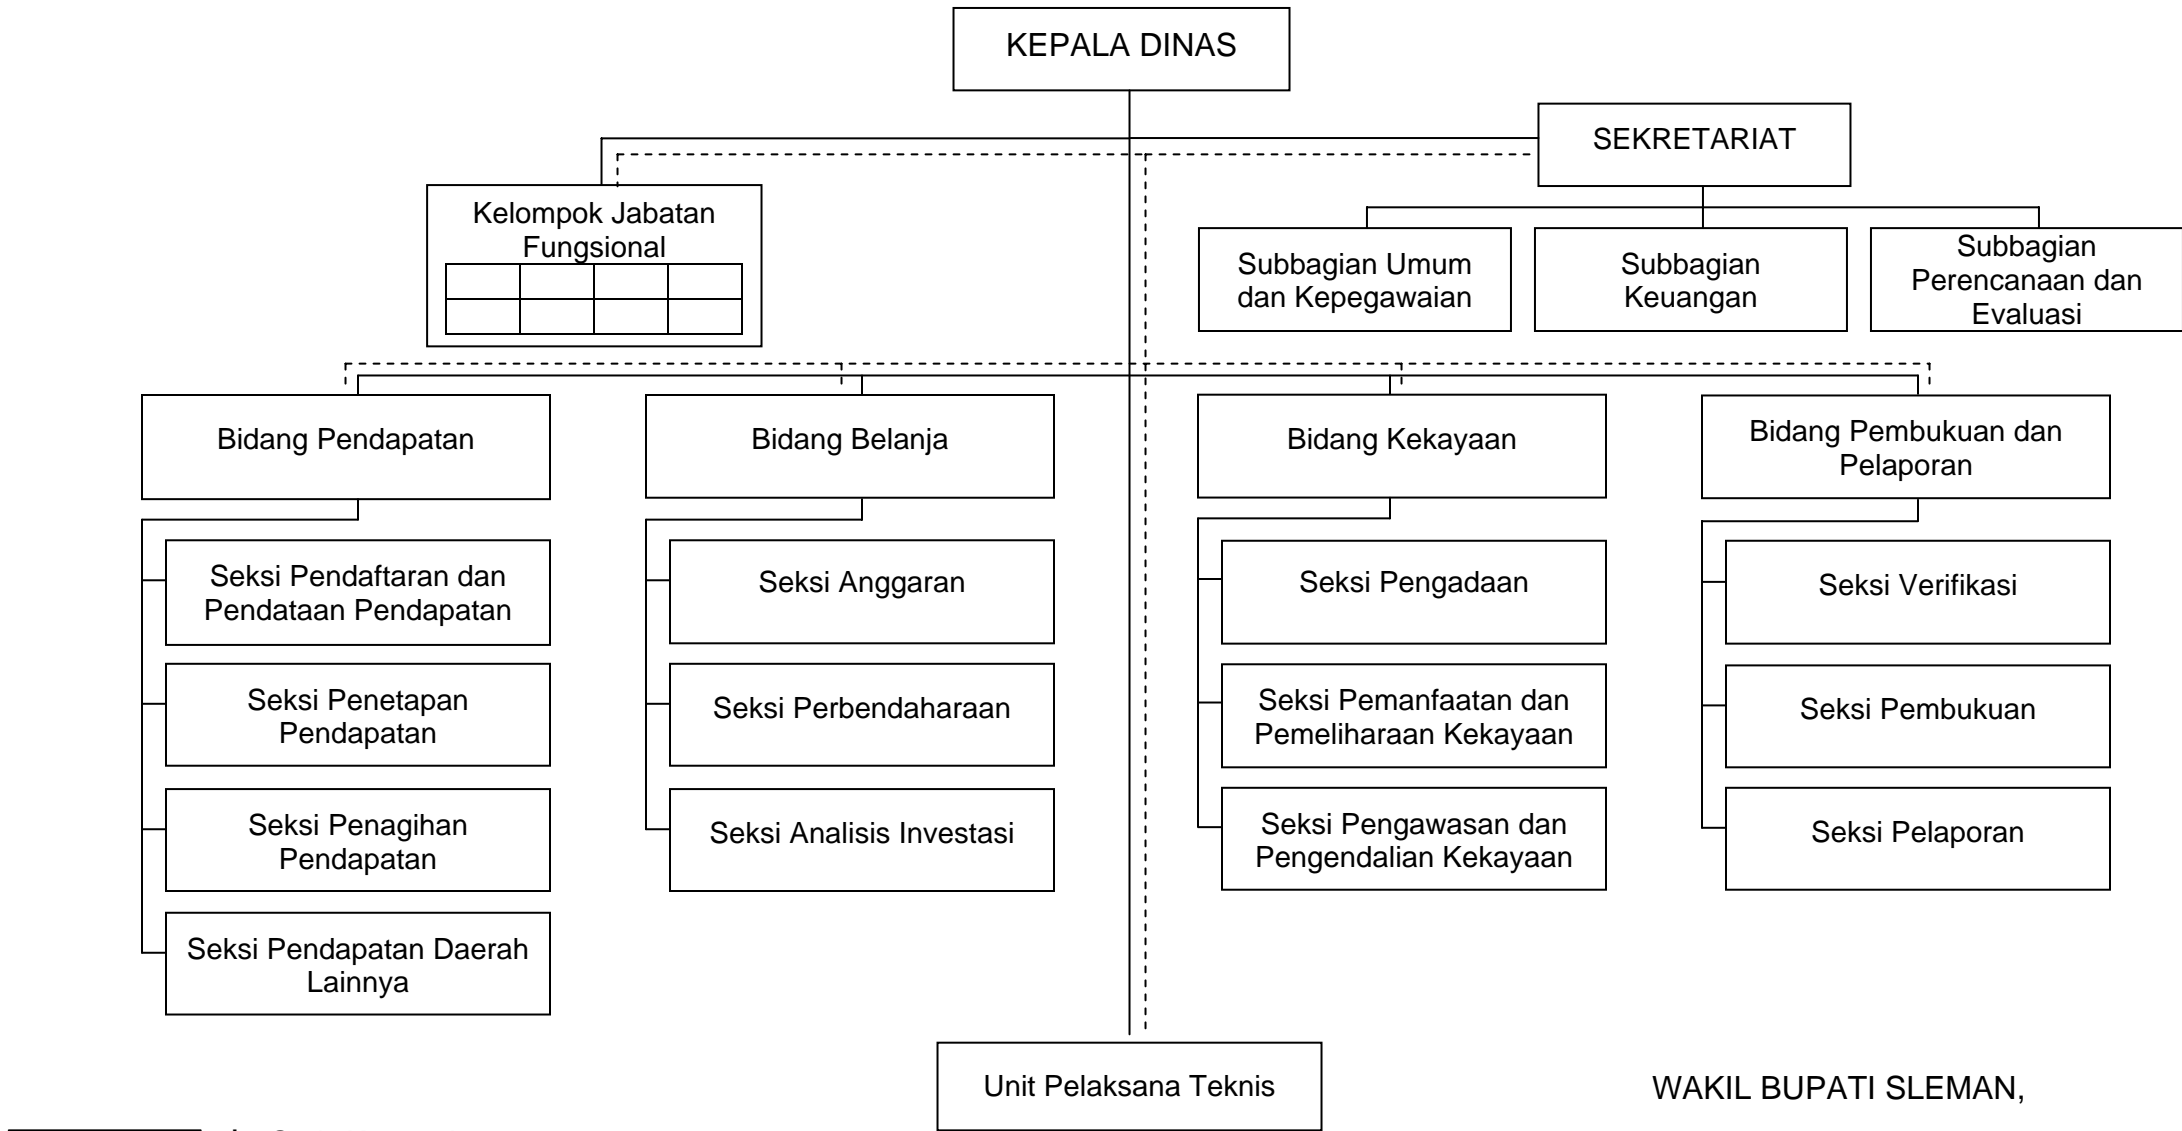 KEPALA DINAS
SEKRETARIAT
Kelompok Jabatan
Fungsional
Subbagian Umum
dan Kepegawaian
Subbagian
Keuangan
Subbagian
Perencanaan dan
Evaluasi
Bidang Pendapatan
Bidang Belanja
Bidang Kekayaan
Bidang Pembukuan dan
Pelaporan
Seksi Pendaftaran dan
Pendataan Pendapatan
Seksi Penetapan
Pendapatan
Seksi Penagihan
Pendapatan
Seksi Pendapatan Daerah
Lainnya
Seksi Anggaran
Seksi Perbendaharaan
Seksi Analisis Investasi
Seksi Pengadaan
Seksi Pemanfaatan dan
Pemeliharaan Kekayaan
Seksi Pengawasan dan
Pengendalian Kekayaan
Seksi Verifikasi
Seksi Pembukuan
Seksi Pelaporan
Unit Pelaksana Teknis
WAKIL BUPATI SLEMAN,